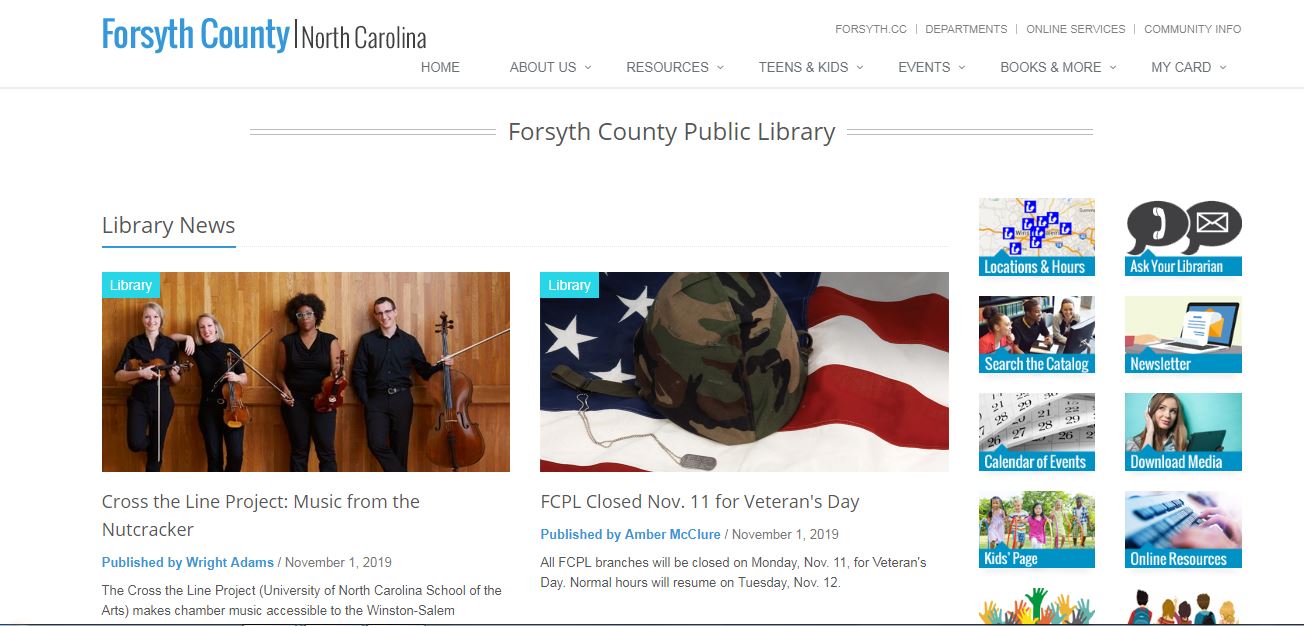 Forsyth County | North Carolina
FORSYTH.CC | DEPARTMENTS | ONLINE SERVICES | COMMUNITY INFO
HOME ABOUT US RESOURCES TEENS & KIDS EVENTS BOOKS & MORE MY CARD
Forsyth County Public Library
Library News
Library
Library
Cross the Line Project: Music from the
Nutcracker
Published by Wright Adams / November 1, 2019
The Cross the Line Project (University of North Carolina School of the
Arts) makes chamber music accessible to the Winston-Salem
FCPL Closed Nov. 11 for Veteran's Day
Published by Amber McClure / November 1, 2019
All FCPL branches will be closed on Monday, Nov. 11, for Veteran's
Day. Normal hours will resume on Tuesday, Nov. 12.
Locations & Hours
Ask Your Librarian
Search the Catalog
Newsletter
Calendar of Events
Download Media
Kids' Page
Online Resources